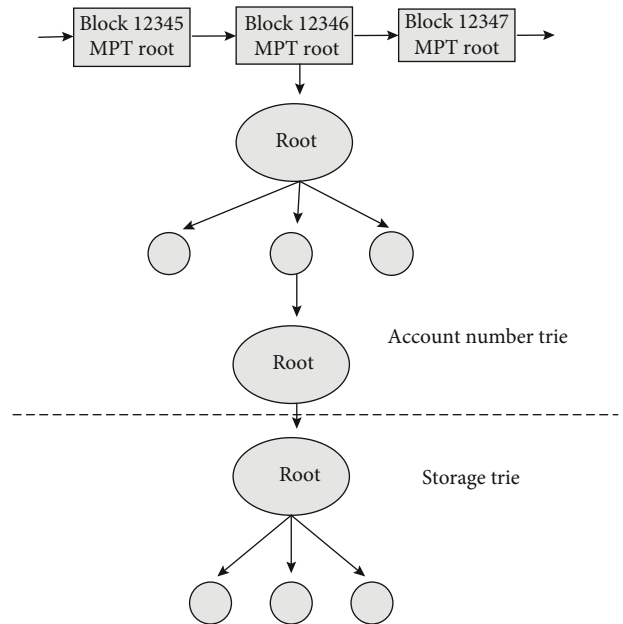 Block 12345
MPT root
Block 12346
MPT root
Block 12347
MPT root
Root
Account number trie
Root
Root
Storage trie